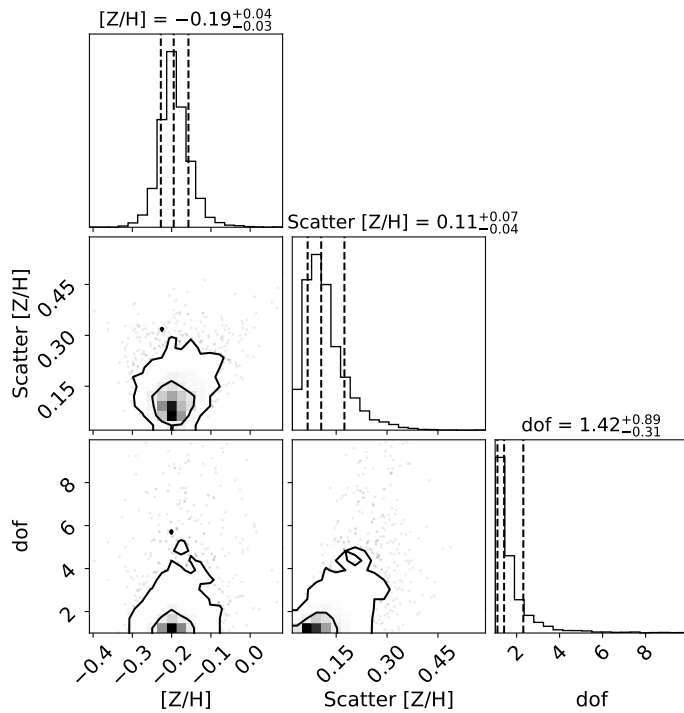 [Z/H] = −0.19+0.04−0.03
Scatter [Z/H] = 0.11+0.07−0.04
0.45
0.30
0.15
Scatter [Z/H]
dof = 1.42+0.89−0.31
8
6
4
2
dof
−0.4 −0.3 −0.2 −0.1 0.0
0.15 0.30 0.45
2 4 6 8
[Z/H] Scatter [Z/H] dof